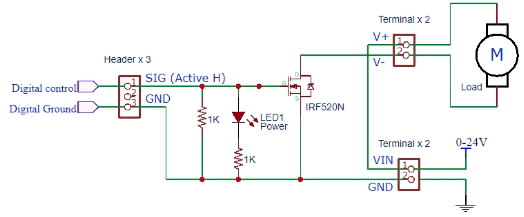 Terminal x 2
V+
1
2
V-
M
Load
Header x 3
Digital control
1
2
3
SIG (Active H)
Digital Ground
GND
D
G
S
IRF520N
1K
LED1
Power
1K
Terminal x 2
0-24V
VIN
1
2
GND